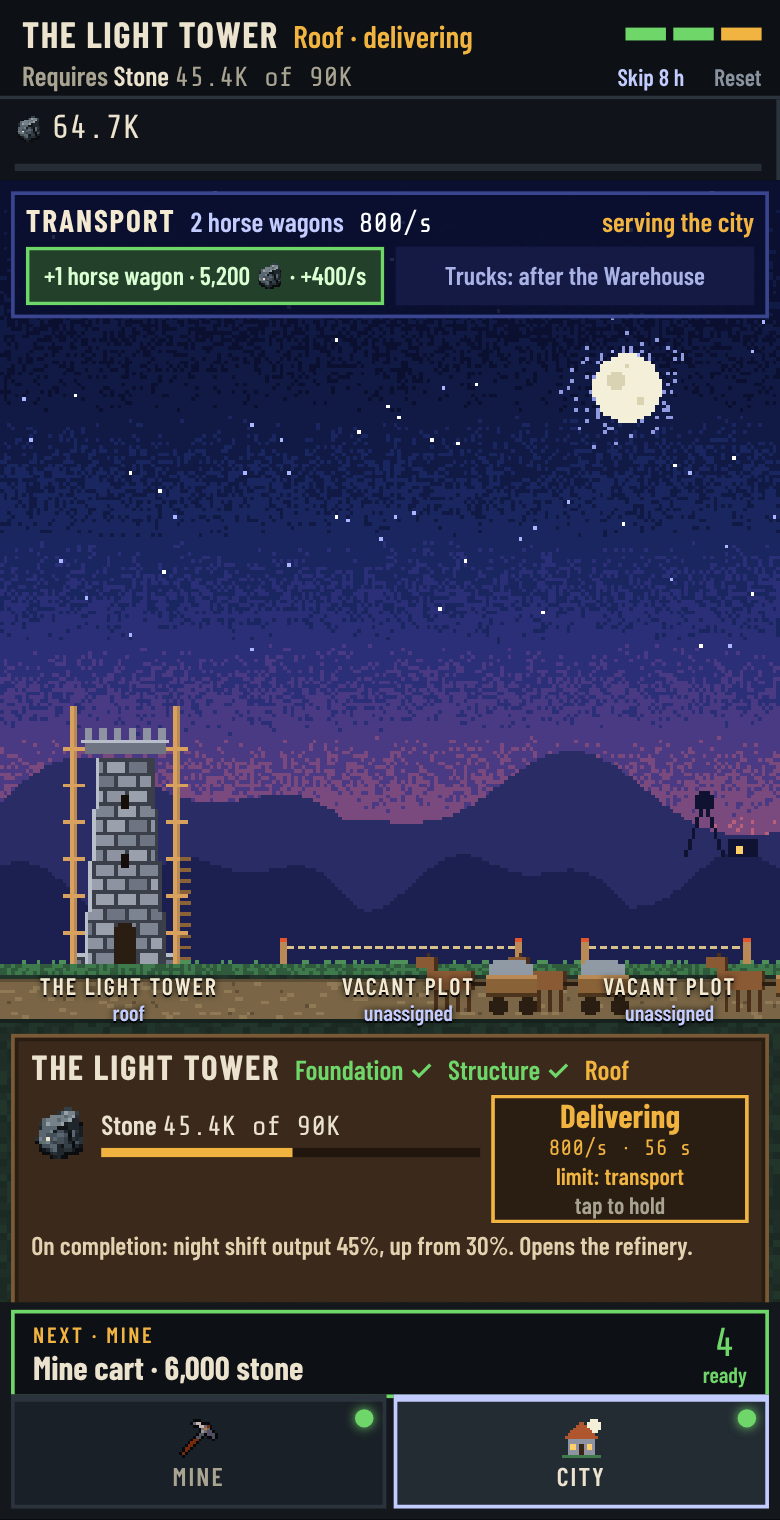 THE LIGHT TOWER Roof · delivering
Requires Stone 45.4K of 90K
Skip 8 h Reset
64.7K
TRANSPORT 2 horse wagons 800/s serving the city
+1 horse wagon · 5,200 · +400/s
Trucks: after the Warehouse
THE LIGHT TOWER
roof
VACANT PLOT
unassigned
VACANT PLOT
unassigned
THE LIGHT TOWER Foundation ✓ Structure ✓ Roof
Stone 45.4K of 90K
Delivering
800/s · 56 s
limit: transport
tap to hold
On completion: night shift output 45%, up from 30%. Opens the refinery.
NEXT · MINE
Mine cart · 6,000 stone
4
ready
MINE
CITY